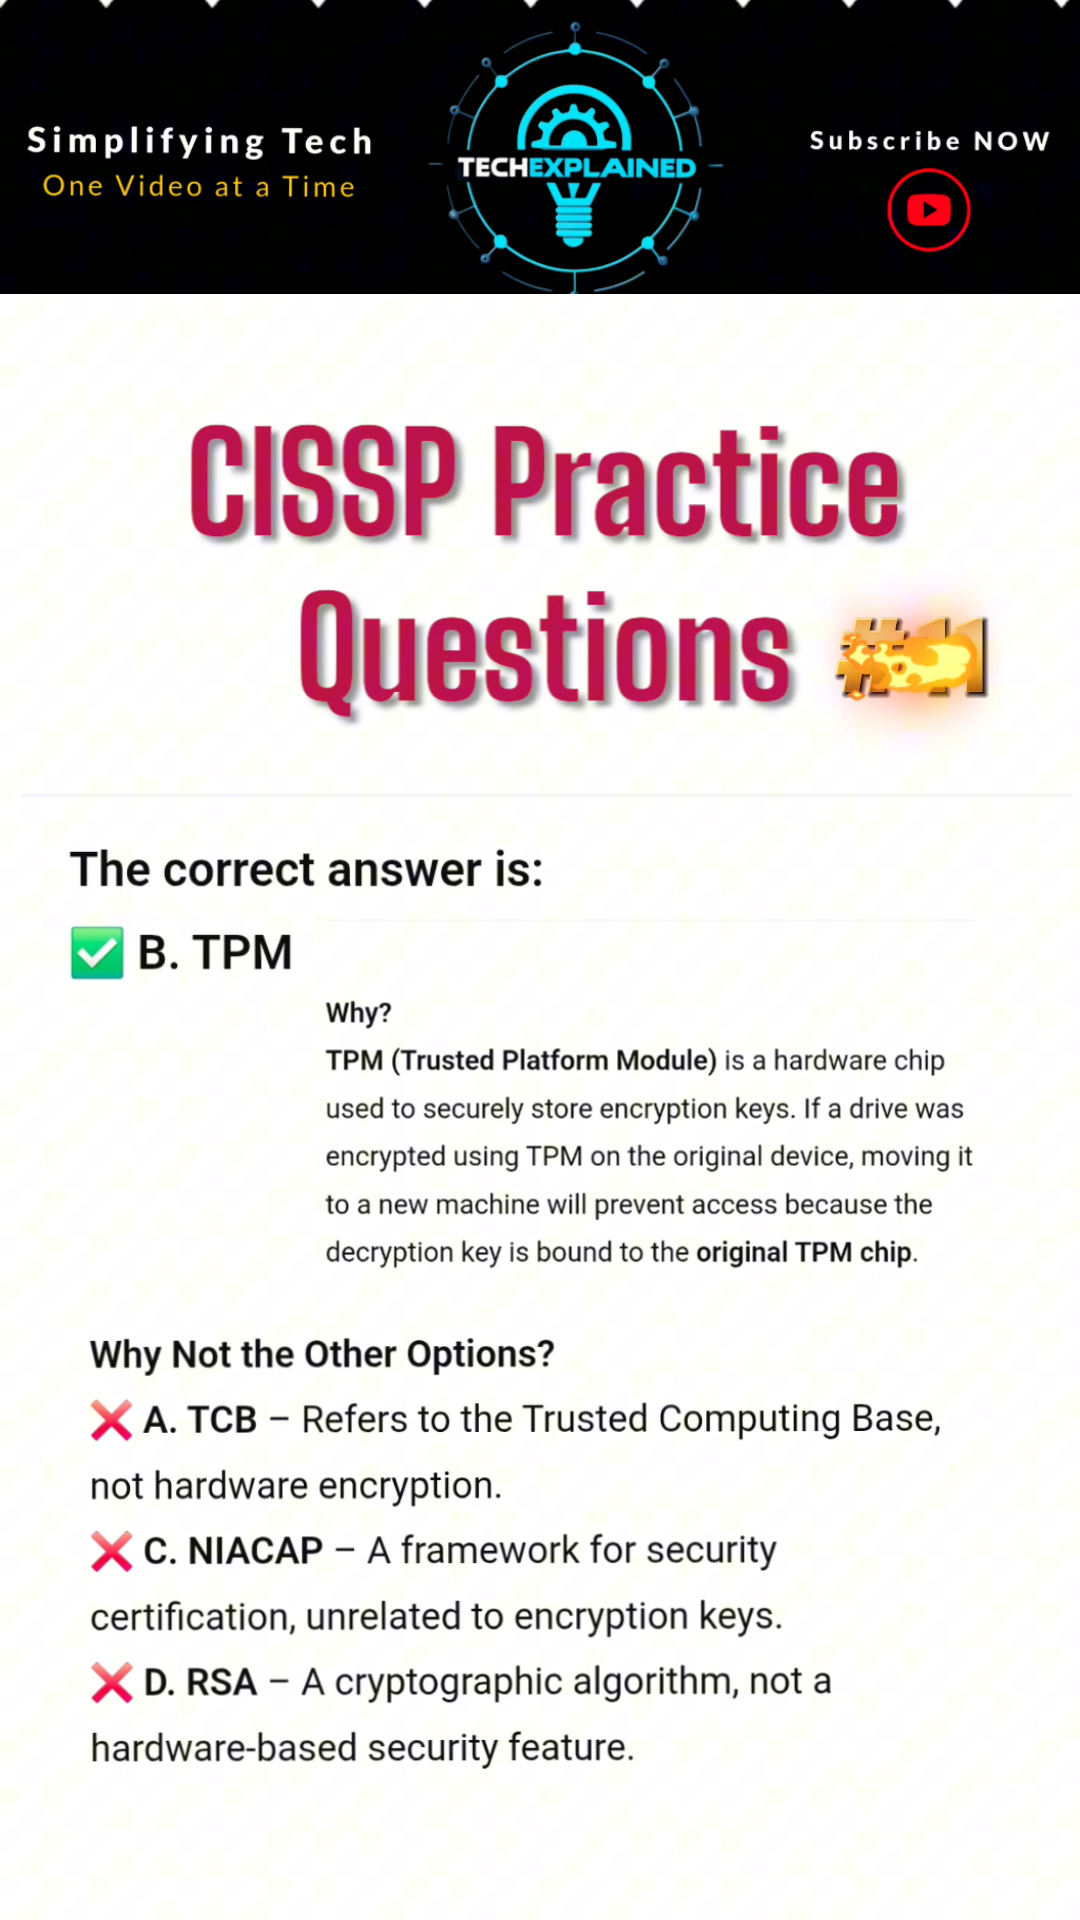 Simplifying Tech
One Video at a Time
TECHEXPLAINED
Subscribe NOW
CISSP Practice
Questions #11
The correct answer is:
✅ B. TPM
Why?
TPM (Trusted Platform Module) is a hardware chip
used to securely store encryption keys. If a drive was
encrypted using TPM on the original device, moving it
to a new machine will prevent access because the
decryption key is bound to the original TPM chip.
Why Not the Other Options?
❌ A. TCB – Refers to the Trusted Computing Base,
not hardware encryption.
❌ C. NIACAP – A framework for security
certification, unrelated to encryption keys.
❌ D. RSA – A cryptographic algorithm, not a
hardware-based security feature.